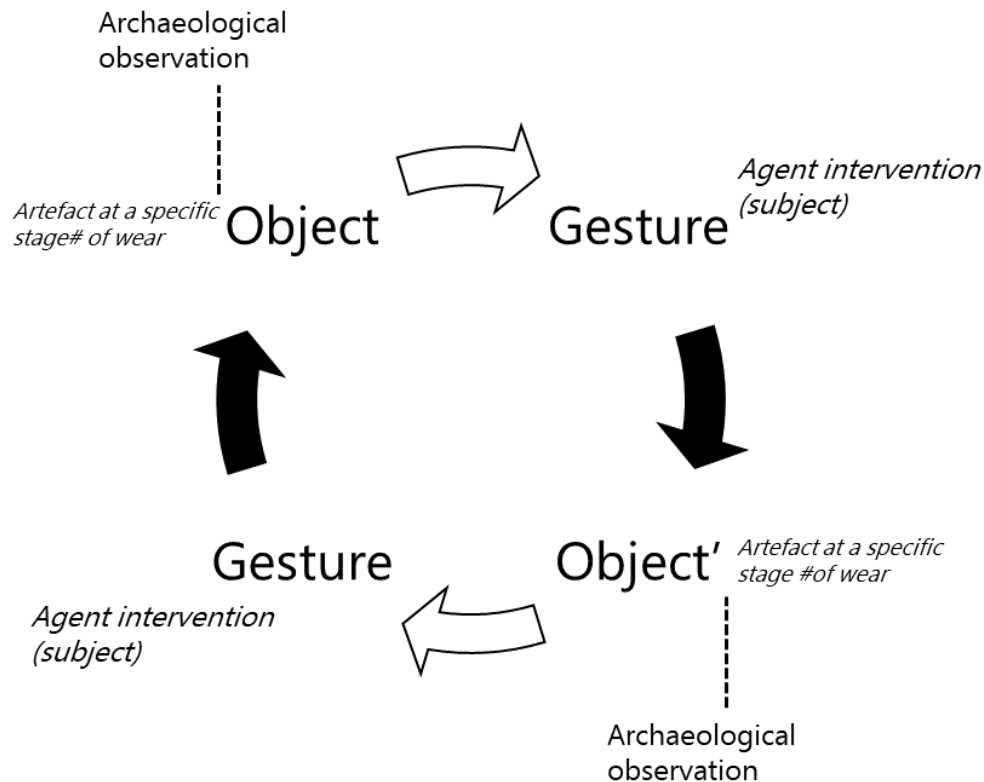 Archaeological
observation
Artefact at a specific
stage# of wear
Object
Gesture
Agent intervention
(subject)
Gesture
Agent intervention
(subject)
Object’
Artefact at a specific
stage #of wear
Archaeological
observation